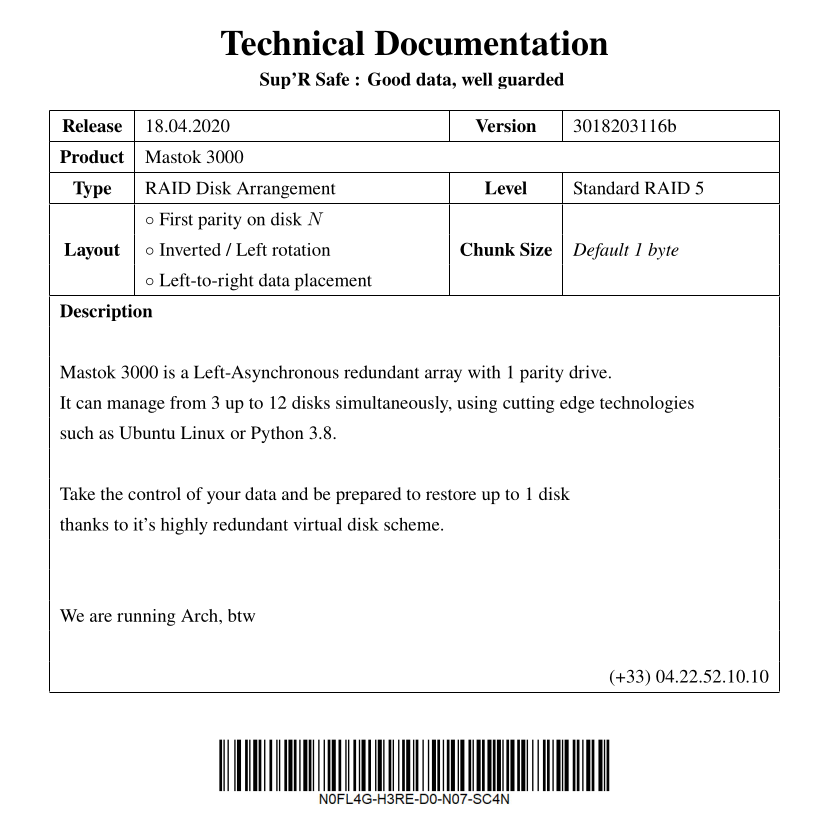 Technical Documentation
Sup'R Safe : Good data, well guarded
Release 18.04.2020 Version 3018203116b
Product Mastok 3000
Type RAID Disk Arrangement Level Standard RAID 5
○ First parity on disk N
Layout ○ Inverted / Left rotation Chunk Size Default 1 byte
○ Left-to-right data placement
Description
Mastok 3000 is a Left-Asynchronous redundant array with 1 parity drive.
It can manage from 3 up to 12 disks simultaneously, using cutting edge technologies
such as Ubuntu Linux or Python 3.8.
Take the control of your data and be prepared to restore up to 1 disk
thanks to it's highly redundant virtual disk scheme.
We are running Arch, btw
(+33) 04.22.52.10.10
N0FL4G-H3RE-D0-N07-SC4N